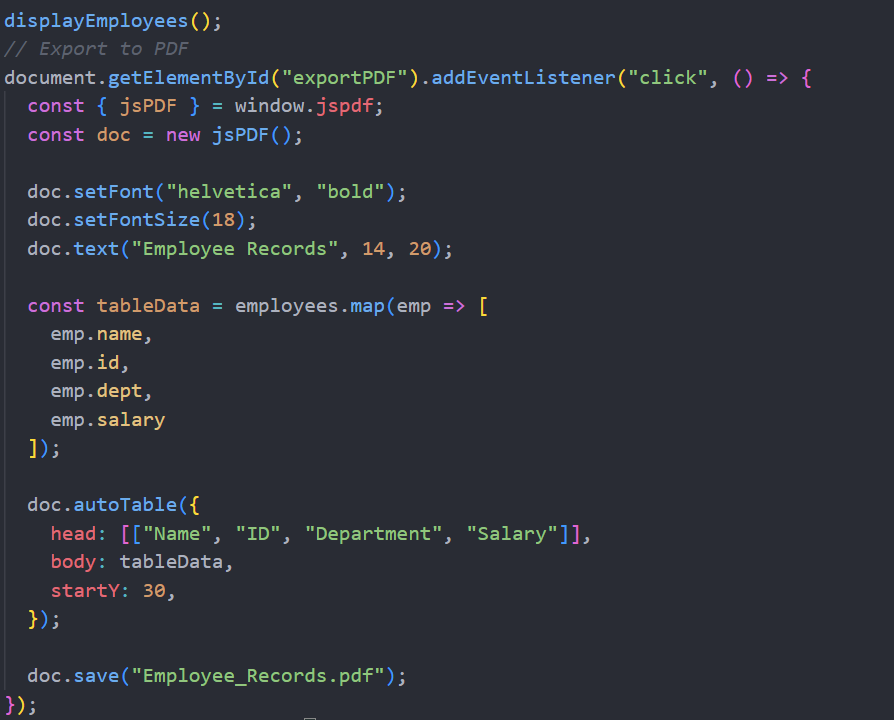 displayEmployees();
// Export to PDF
document.getElementById("exportPDF").addEventListener("click", () => {
  const { jsPDF } = window.jspdf;
  const doc = new jsPDF();

  doc.setFont("helvetica", "bold");
  doc.setFontSize(18);
  doc.text("Employee Records", 14, 20);

  const tableData = employees.map(emp => [
    emp.name,
    emp.id,
    emp.dept,
    emp.salary
  ]);

  doc.autoTable({
    head: [["Name", "ID", "Department", "Salary"]],
    body: tableData,
    startY: 30,
  });

  doc.save("Employee_Records.pdf");
});